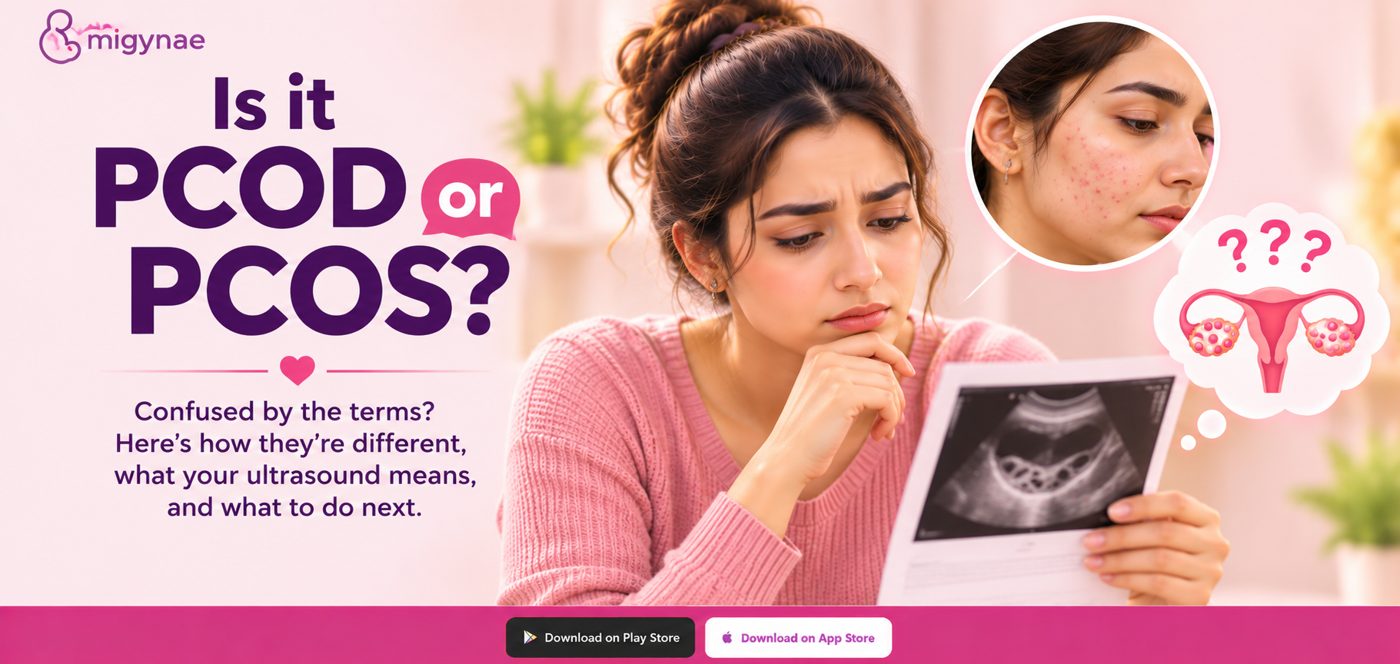 migynae
Is it
PCOD or
PCOS?
Confused by the terms?
Here's how they're different,
what your ultrasound means,
and what to do next.
???
Download on Play Store
Download on App Store